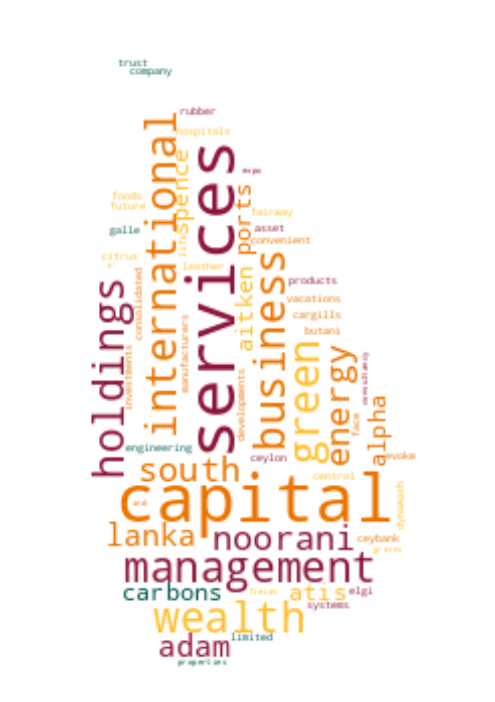 trust
company
rubber
international
hospitals
services
spence
expo
foods
future
fairway
ports
galle
asset
convenient
life
citrus
leather
consolidated
holdings
business
products
aitken
vacations
cargills
manufacturers
butani
investments
green
energy
developments
consultancy
face
alpha
engineering
ceylon
evoke
south
central
capital
dynawash
lanka
noorani
ceybank
grains
management
carbons
atis
elgi
systems
wealth
limited
adam
properties